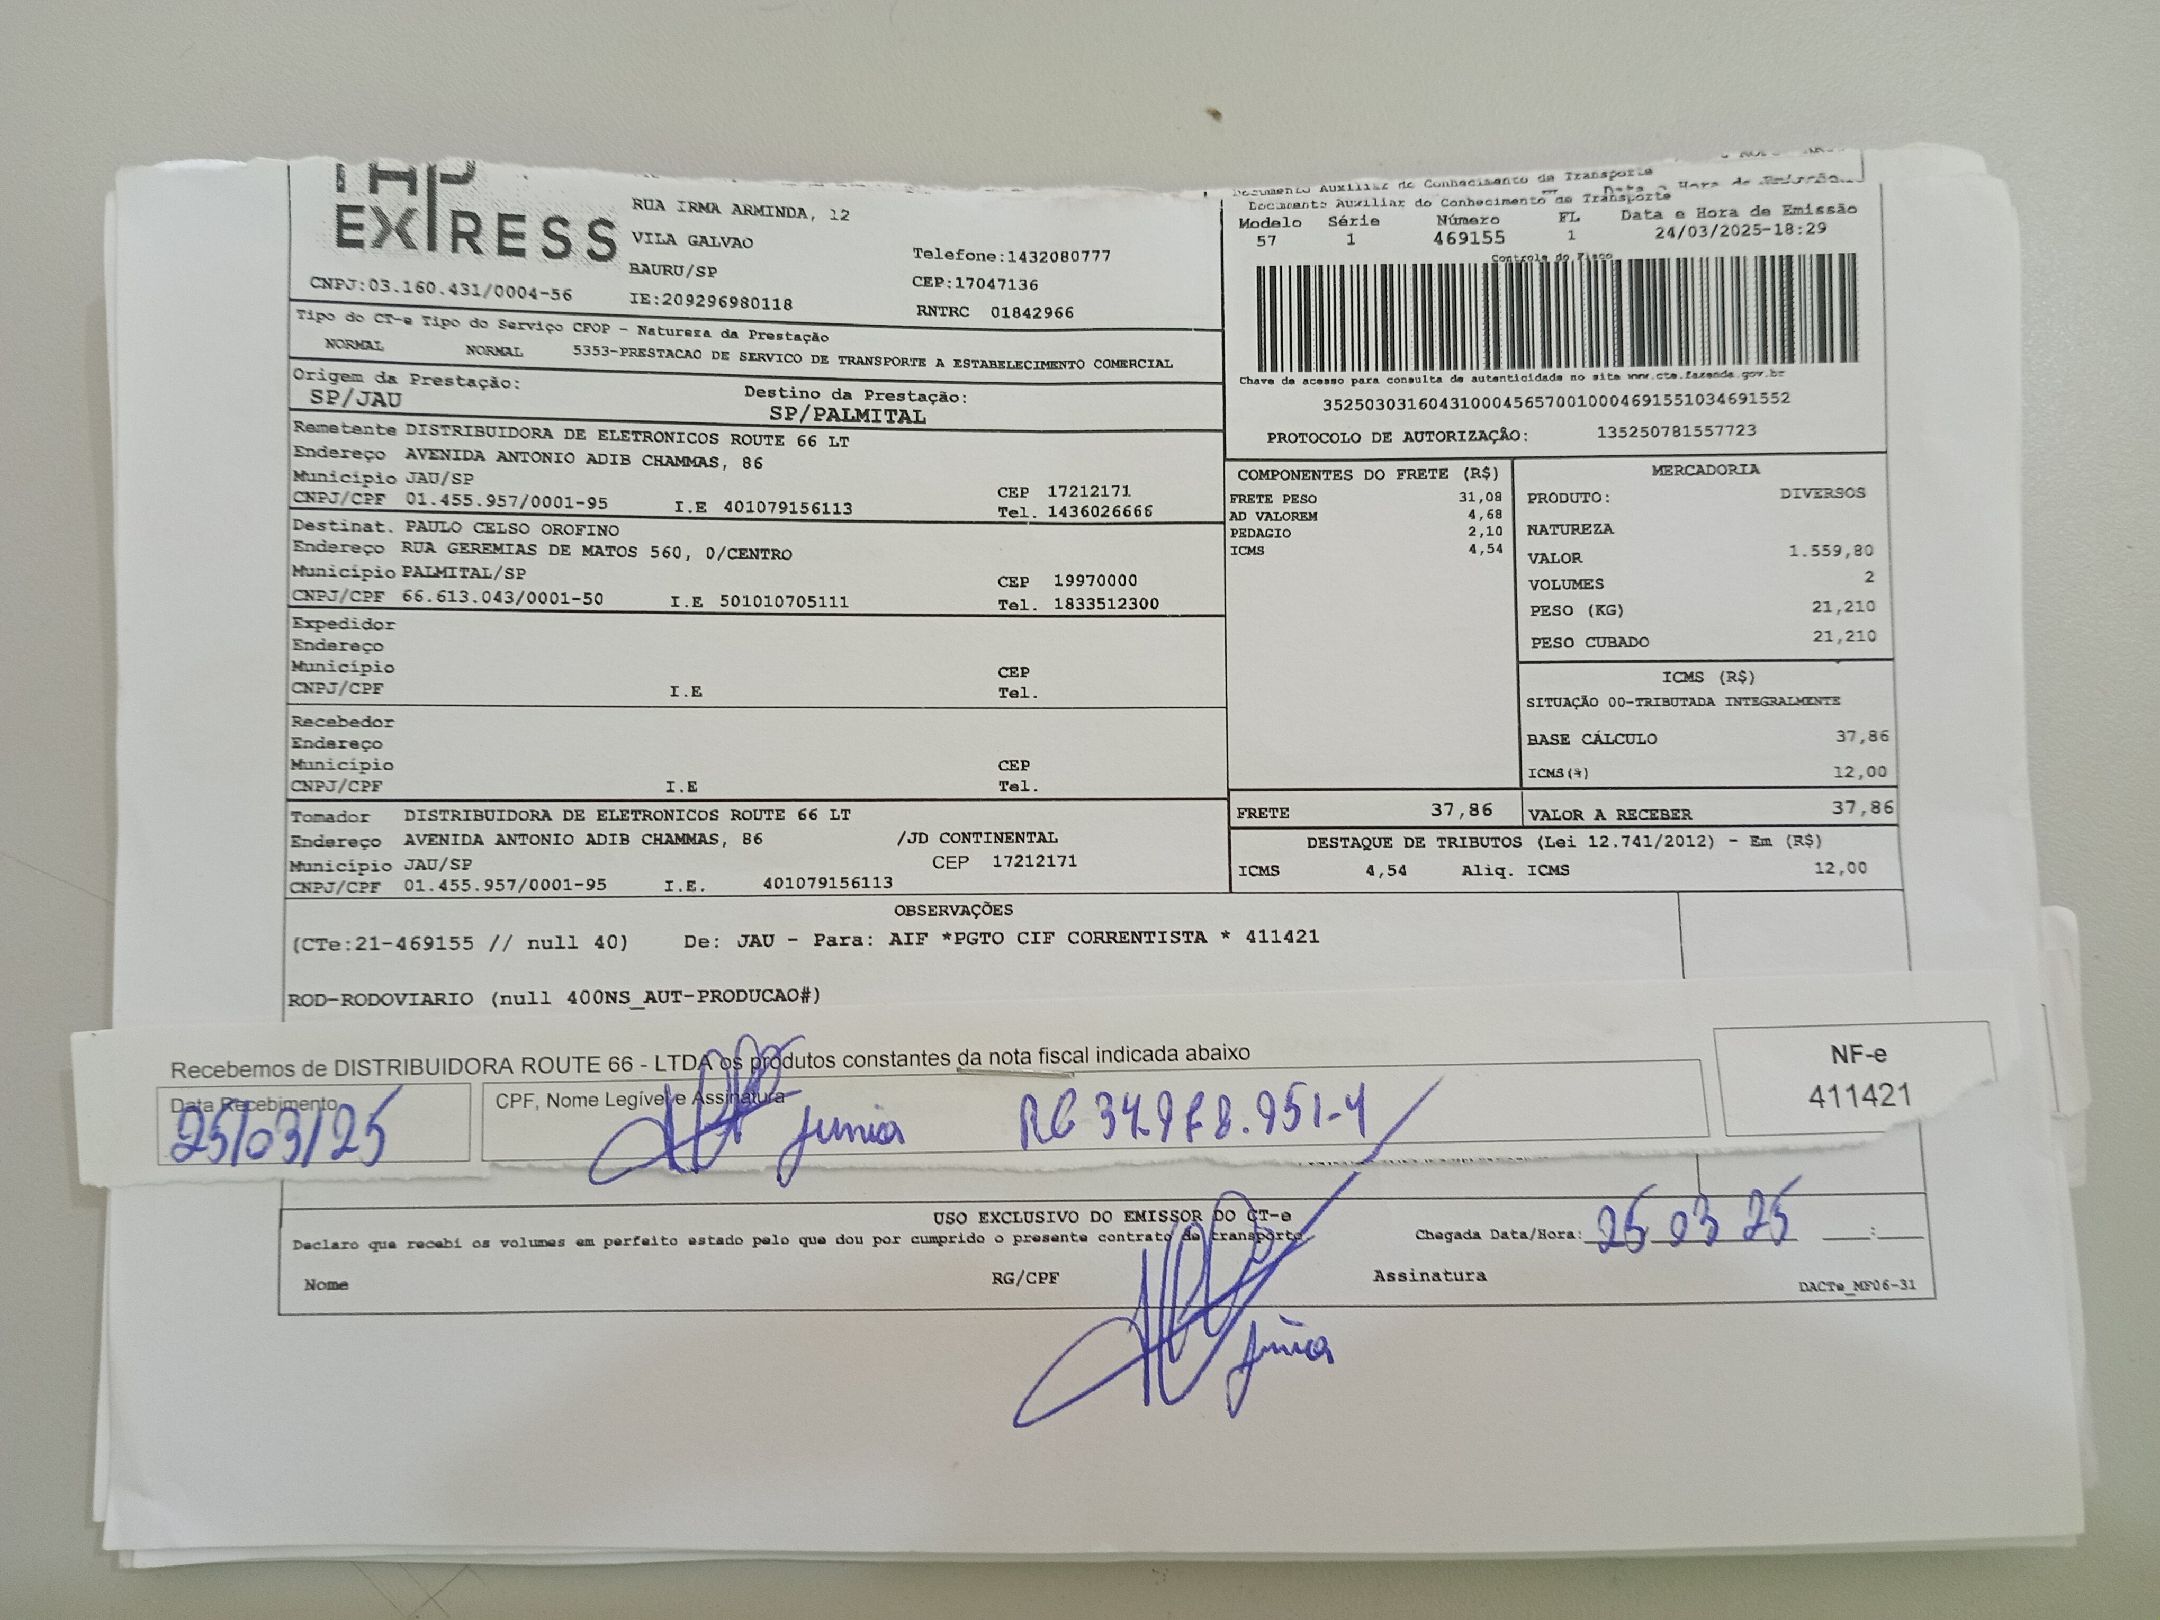 EXPRESS
RUA IRMA ARMINDA, 12
VILA GALVAO
BAURU/SP
IE:209296980118
CNPJ:03.160.431/0004-56
Telefone:1432080777
CEP:17047136
RNTRC 01842966
Documento Auxiliar do Conhecimento de Transporte
Data e Hora de Emissão
Documento Auxiliar do Conhecimento de Transporte
Modelo Série Número FL Data e Hora de Emissão
57 1 469155 1 24/03/2025-18:29
Controle do Fisco
Chave de acesso para consulta de autenticidade no site www.cte.fazenda.gov.br
35250303160431000456570010004691551034691552
PROTOCOLO DE AUTORIZAÇÃO: 135250781557723
Tipo do CT-e Tipo do Serviço CFOP - Natureza da Prestação
NORMAL NORMAL 5353-PRESTACAO DE SERVICO DE TRANSPORTE A ESTABELECIMENTO COMERCIAL
Origem da Prestação: Destino da Prestação:
SP/JAU SP/PALMITAL
Remetente DISTRIBUIDORA DE ELETRONICOS ROUTE 66 LT
Endereço AVENIDA ANTONIO ADIB CHAMMAS, 86
Município JAU/SP CEP 17212171
CNPJ/CPF 01.455.957/0001-95 I.E 401079156113 Tel. 1436026666
Destinat. PAULO CELSO OROFINO
Endereço RUA GEREMIAS DE MATOS 560, 0/CENTRO
Município PALMITAL/SP CEP 19970000
CNPJ/CPF 66.613.043/0001-50 I.E 501010705111 Tel. 1833512300
Expedidor
Endereço
Município CEP
CNPJ/CPF I.E Tel.
Recebedor
Endereço
Município CEP
CNPJ/CPF I.E Tel.
Tomador DISTRIBUIDORA DE ELETRONICOS ROUTE 66 LT
Endereço AVENIDA ANTONIO ADIB CHAMMAS, 86 /JD CONTINENTAL
Município JAU/SP CEP 17212171
CNPJ/CPF 01.455.957/0001-95 I.E. 401079156113
COMPONENTES DO FRETE (R$)
FRETE PESO 31,08
AD VALOREM 4,68
PEDAGIO 2,10
ICMS 4,54
MERCADORIA
PRODUTO: DIVERSOS
NATUREZA
VALOR 1.559,80
VOLUMES 2
PESO (KG) 21,210
PESO CUBADO 21,210
ICMS (R$)
SITUAÇÃO 00-TRIBUTADA INTEGRALMENTE
BASE CÁLCULO 37,86
ICMS(%) 12,00
FRETE 37,86 VALOR A RECEBER 37,86
DESTAQUE DE TRIBUTOS (Lei 12.741/2012) - Em (R$)
ICMS 4,54 Aliq. ICMS 12,00
OBSERVAÇÕES
(CTe:21-469155 // null 40) De: JAU - Para: AIF *PGTO CIF CORRENTISTA * 411421
ROD-RODOVIARIO (null 400NS_AUT-PRODUCAO#)
Recebemos de DISTRIBUIDORA ROUTE 66 - LTDA os produtos constantes da nota fiscal indicada abaixo
NF-e
411421
Data Recebimento CPF, Nome Legível e Assinatura
25/03/25 Junior
USO EXCLUSIVO DO EMISSOR DO CT-e
Declaro que recebi os volumes em perfeito estado pelo que dou por cumprido o presente contrato de transporte
Chegada Data/Hora: 25 03 25 ___:___
Nome RG/CPF Assinatura
DACTe_MF06-31
Junior